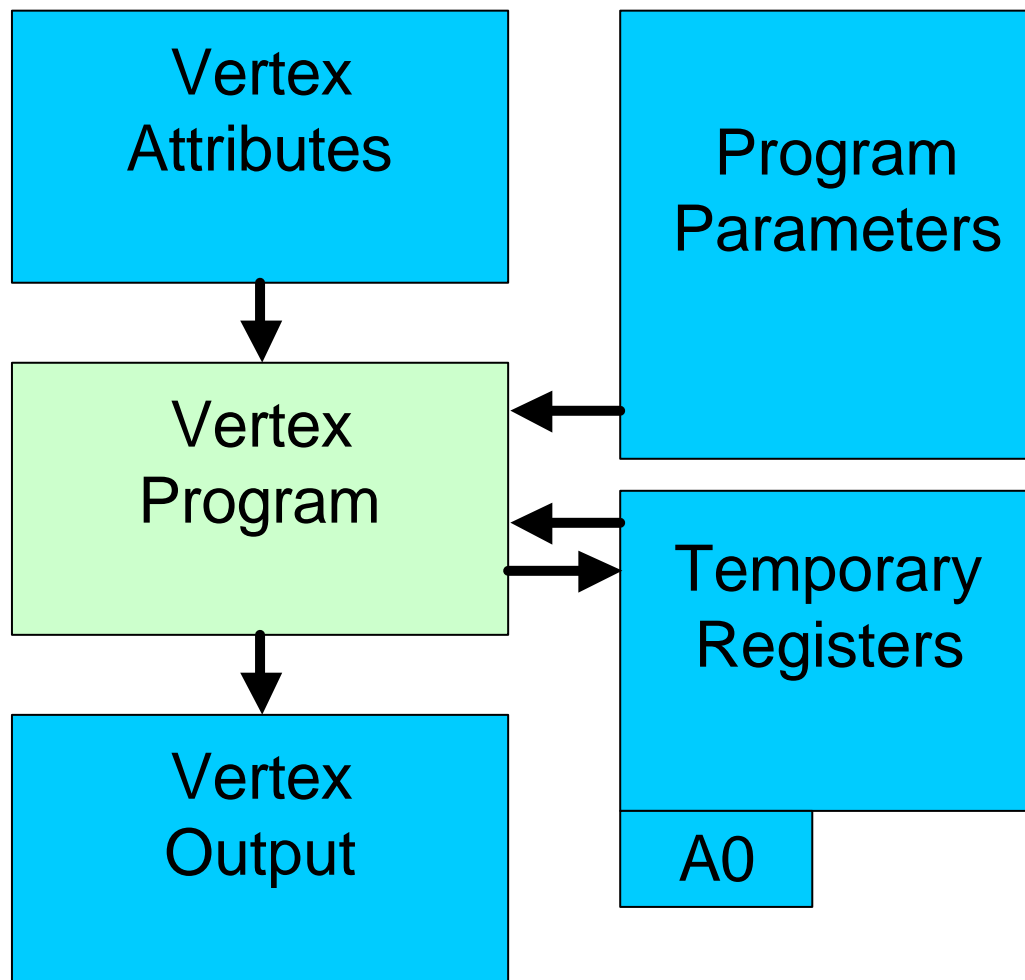 Vertex
Attributes
Program
Parameters
Vertex
Program
Temporary
Registers
Vertex
Output
A0